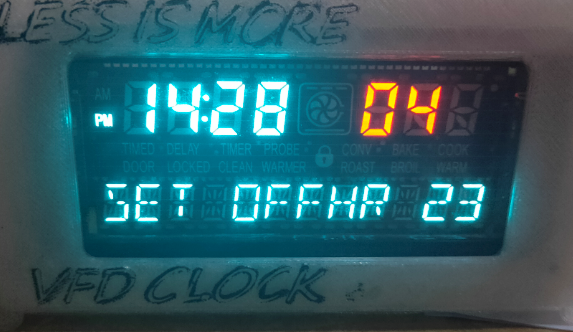 LESS IS MORE
AM 14:28 04
PM
TIMED DELAY TIMER PROBE CONV BAKE COOK
DOOR LOCKED CLEAN WARMER ROAST BROIL WARM
SET OFFHR 23
VFD CLOCK